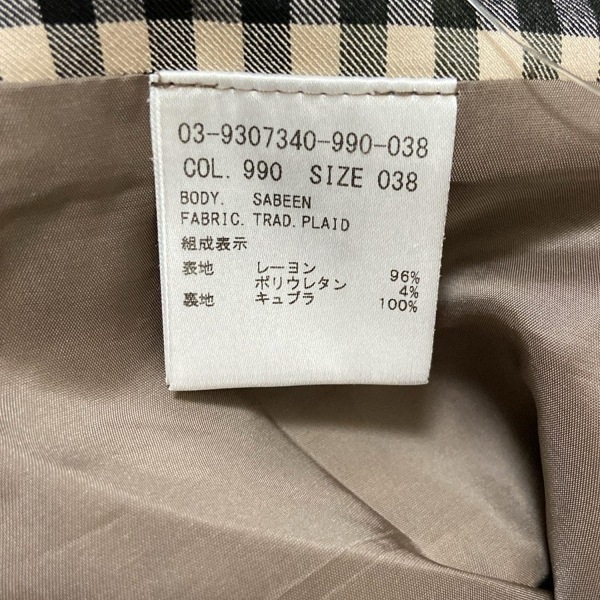 03-9307340-990-038
COL. 990 SIZE 038
BODY. SABEEN
FABRIC. TRAD. PLAID
組成表示
表地 レーヨン 96%
ポリウレタン 4%
裏地 キュプラ 100%